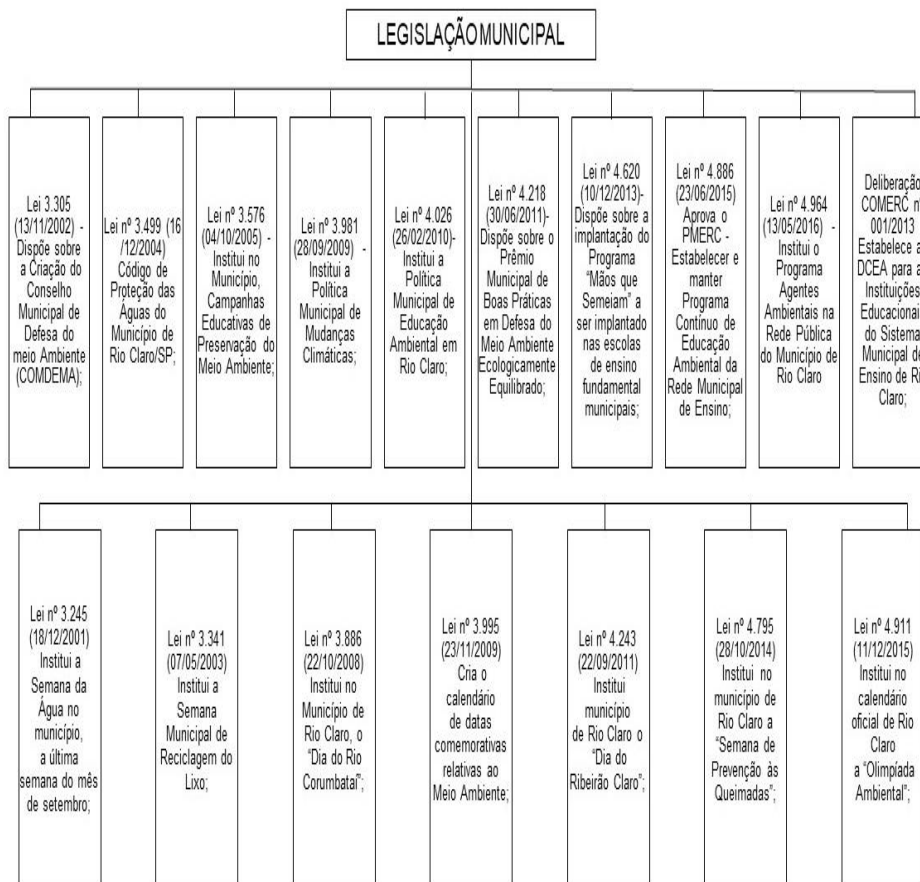 LEGISLAÇÃO MUNICIPAL
Lei 3.305
(13/11/2002) -
Dispõe sobre
a Criação do
Conselho
Municipal de
Defesa do
meio Ambiente
(COMDEMA);
Lei nº 3.499 (16
/12/2004)
Código de
Proteção das
Águas do
Município de
Rio Claro/SP;
Lei nº 3.576
(04/10/2005) -
Institui no
Município,
Campanhas
Educativas de
Preservação do
Meio Ambiente;
Lei nº 3.981
(28/09/2009) -
Institui a
Política
Municipal de
Mudanças
Climáticas;
Lei nº 4.026
(26/02/2010)-
Institui a
Política
Municipal de
Educação
Ambiental em
Rio Claro;
Lei nº 4.218
(30/06/2011)-
Dispõe sobre o
Prêmio
Municipal de
Boas Práticas
em Defesa do
Meio Ambiente
Ecologicamente
Equilibrado;
Lei nº 4.620
(10/12/2013)-
Dispõe sobre a
implantação do
Programa
"Mãos que
Semeiam" a
ser implantado
nas escolas
de ensino
fundamental
municipais;
Lei nº 4.886
(23/06/2015)
Aprova o
PMERC -
Estabelecer e
manter
Programa
Contínuo de
Educação
Ambiental da
Rede Municipal
de Ensino;
Lei nº 4.964
(13/05/2016) -
Institui o
Programa
Agentes
Ambientais na
Rede Pública
do Município de
Rio Claro
Deliberação
COMERC nº
001/2013
Estabelece a
DCEA para a
Instituições
Educacionai
do Sistema
Municipal de
Ensino de Rio
Claro;
Lei nº 3.245
(18/12/2001)
Institui a
Semana da
Água no
município,
a última
semana do mês
de setembro;
Lei nº 3.341
(07/05/2003)
Institui a
Semana
Municipal de
Reciclagem do
Lixo;
Lei nº 3.886
(22/10/2008)
Institui no
Município de
Rio Claro, o
"Dia do Rio
Corumbataí";
Lei nº 3.995
(23/11/2009)
Cria o
calendário
de datas
comemorativas
relativas ao
Meio Ambiente;
Lei nº 4.243
(22/09/2011)
Institui
município
de Rio Claro o
"Dia do
Ribeirão Claro";
Lei nº 4.795
(28/10/2014)
Institui no
município de
Rio Claro a
"Semana de
Prevenção às
Queimadas";
Lei nº 4.911
(11/12/2015)
Institui no
calendário
oficial de Rio
Claro
a "Olimpíada
Ambiental";